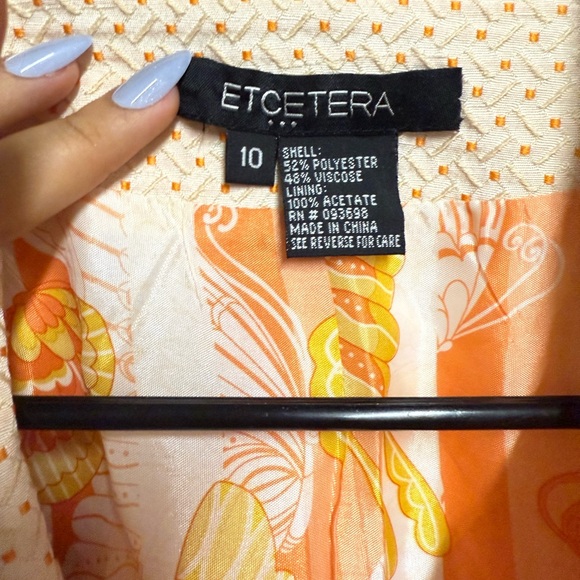 ETCETERA
10
SHELL:
52% POLYESTER
48% VISCOSE
LINING:
100% ACETATE
RN # 093698
MADE IN CHINA
SEE REVERSE FOR CARE